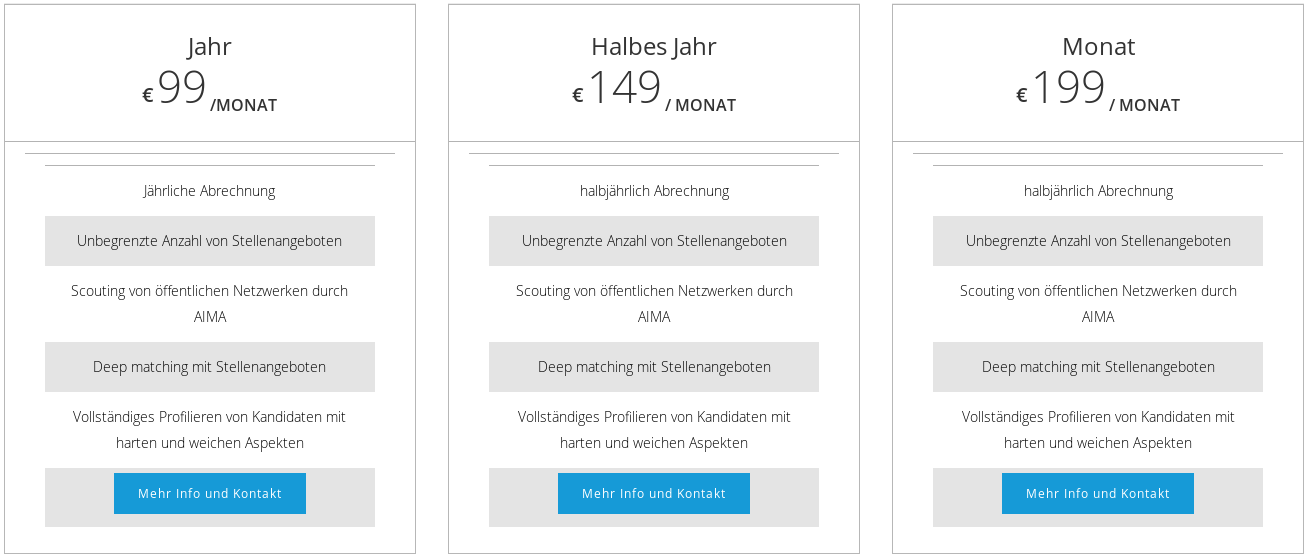 Jahr
€ 99 /MONAT
Jährliche Abrechnung
Unbegrenzte Anzahl von Stellenangeboten
Scouting von öffentlichen Netzwerken durch
AIMA
Deep matching mit Stellenangeboten
Vollständiges Profilieren von Kandidaten mit
harten und weichen Aspekten
Mehr Info und Kontakt
Halbes Jahr
€ 149 / MONAT
halbjährlich Abrechnung
Unbegrenzte Anzahl von Stellenangeboten
Scouting von öffentlichen Netzwerken durch
AIMA
Deep matching mit Stellenangeboten
Vollständiges Profilieren von Kandidaten mit
harten und weichen Aspekten
Mehr Info und Kontakt
Monat
€ 199 / MONAT
halbjährlich Abrechnung
Unbegrenzte Anzahl von Stellenangeboten
Scouting von öffentlichen Netzwerken durch
AIMA
Deep matching mit Stellenangeboten
Vollständiges Profilieren von Kandidaten mit
harten und weichen Aspekten
Mehr Info und Kontakt